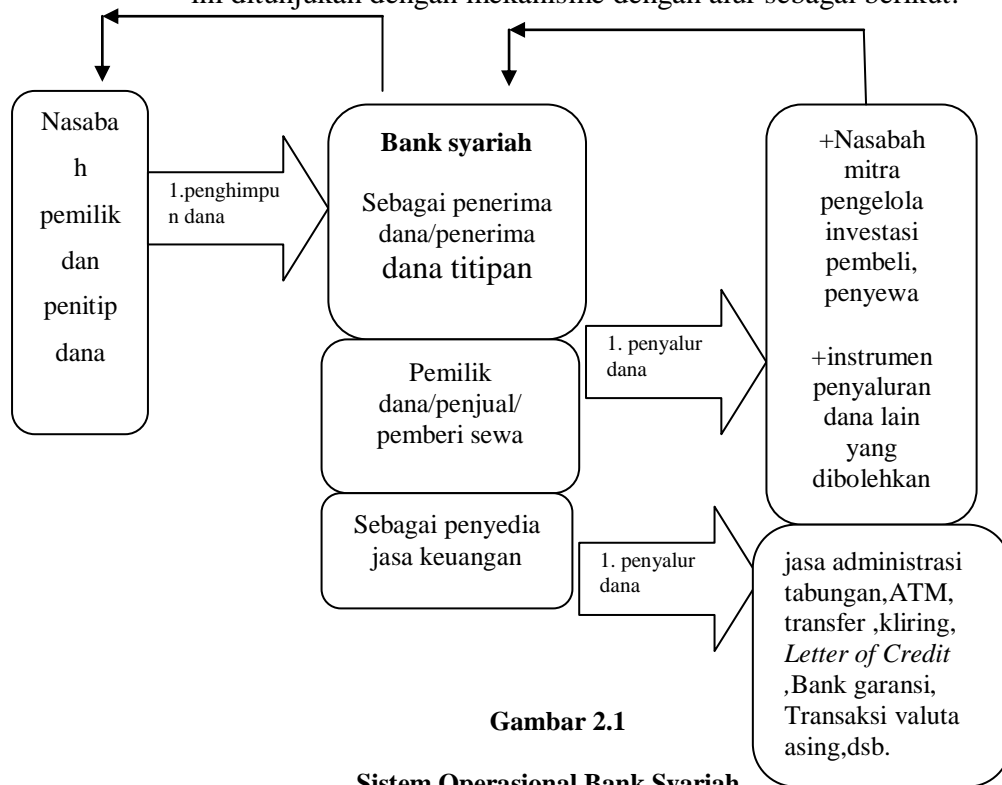 ini ditunjukan dengan mekanisme dengan alur sebagai berikut:
Nasaba
h
pemilik
dan
penitip
dana
1.penghimpu
n dana
Bank syariah
Sebagai penerima
dana/penerima
dana titipan
Pemilik
dana/penjual/
pemberi sewa
Sebagai penyedia
jasa keuangan
1. penyalur
dana
1. penyalur
dana
+Nasabah
mitra
pengelola
investasi
pembeli,
penyewa
+instrumen
penyaluran
dana lain
yang
dibolehkan
jasa administrasi
tabungan,ATM,
transfer ,kliring,
Letter of Credit
,Bank garansi,
Transaksi valuta
asing,dsb.
Gambar 2.1
Sistem Operasional Bank Syariah